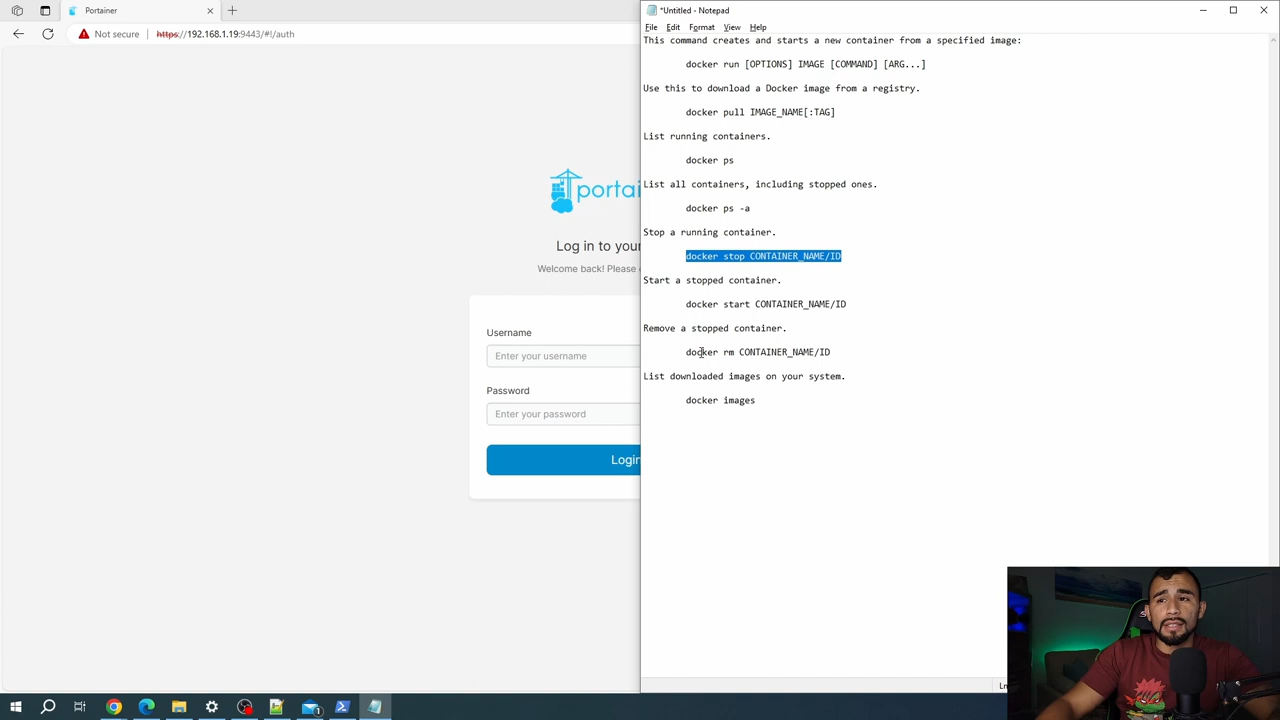 Portainer
Not secure
https://192.168.1.19:9443/#!/auth
portai
Log in to your
Welcome back! Please
Username
Enter your username
Password
Enter your password
Login
*Untitled - Notepad
File Edit Format View Help
This command creates and starts a new container from a specified image:
docker run [OPTIONS] IMAGE [COMMAND] [ARG...]
Use this to download a Docker image from a registry.
docker pull IMAGE_NAME[:TAG]
List running containers.
docker ps
List all containers, including stopped ones.
docker ps -a
Stop a running container.
docker stop CONTAINER_NAME/ID
Start a stopped container.
docker start CONTAINER_NAME/ID
Remove a stopped container.
docker rm CONTAINER_NAME/ID
List downloaded images on your system.
docker images
Ln